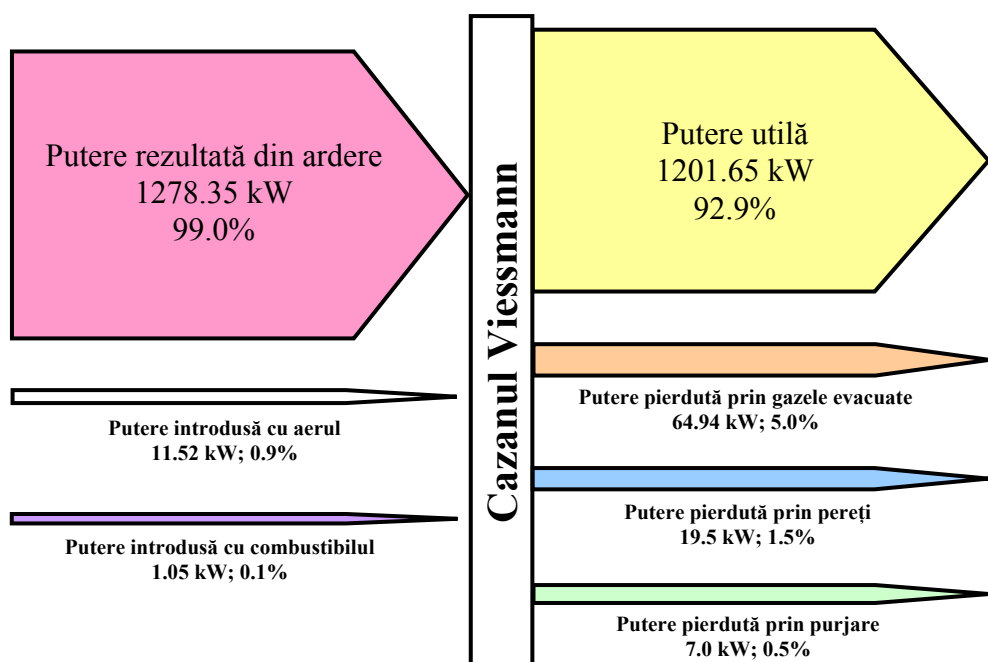 Putere rezultată din ardere
1278.35 kW
99.0%
Putere introdusă cu aerul
11.52 kW; 0.9%
Putere introdusă cu combustibilul
1.05 kW; 0.1%
Cazanul Viessmann
Putere utilă
1201.65 kW
92.9%
Putere pierdută prin gazele evacuate
64.94 kW; 5.0%
Putere pierdută prin pereți
19.5 kW; 1.5%
Putere pierdută prin purjare
7.0 kW; 0.5%